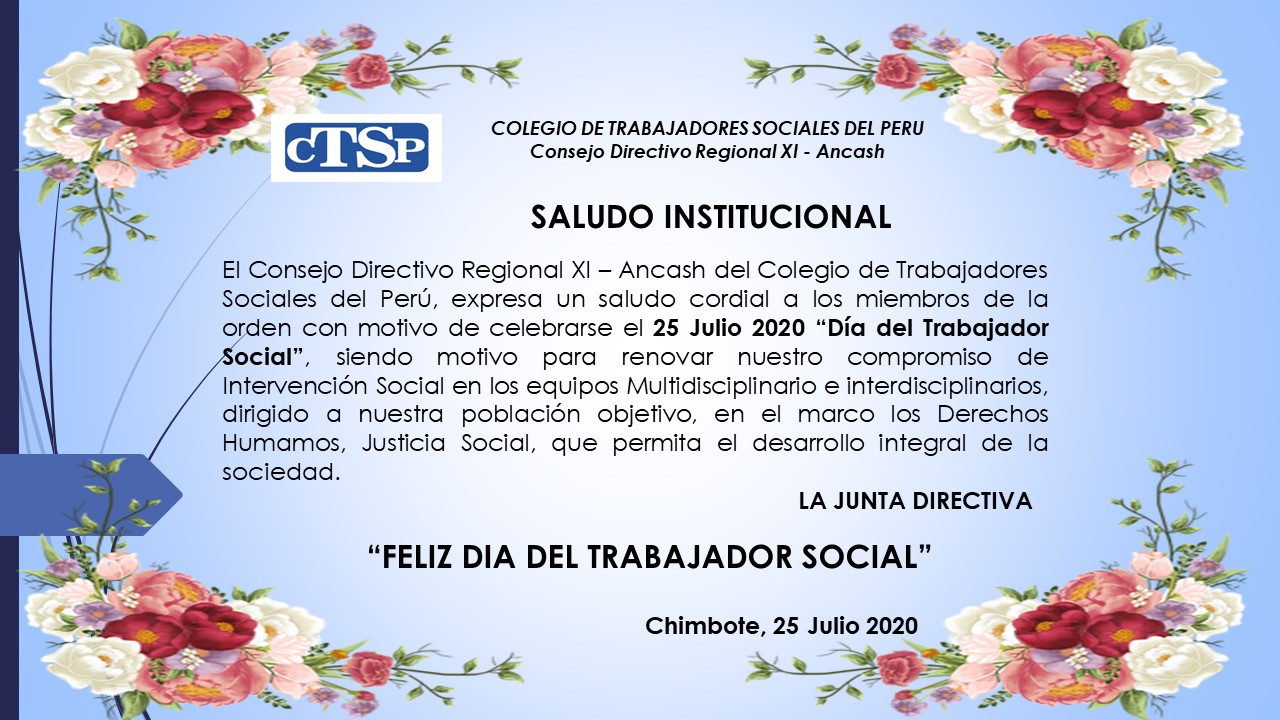 cTSP
COLEGIO DE TRABAJADORES SOCIALES DEL PERU
Consejo Directivo Regional XI - Ancash
SALUDO INSTITUCIONAL
El Consejo Directivo Regional XI – Ancash del Colegio de Trabajadores
Sociales del Perú, expresa un saludo cordial a los miembros de la
orden con motivo de celebrarse el 25 Julio 2020 “Día del Trabajador
Social”, siendo motivo para renovar nuestro compromiso de
Intervención Social en los equipos Multidisciplinario e interdisciplinarios,
dirigido a nuestra población objetivo, en el marco los Derechos
Humamos, Justicia Social, que permita el desarrollo integral de la
sociedad.
LA JUNTA DIRECTIVA
“FELIZ DIA DEL TRABAJADOR SOCIAL”
Chimbote, 25 Julio 2020